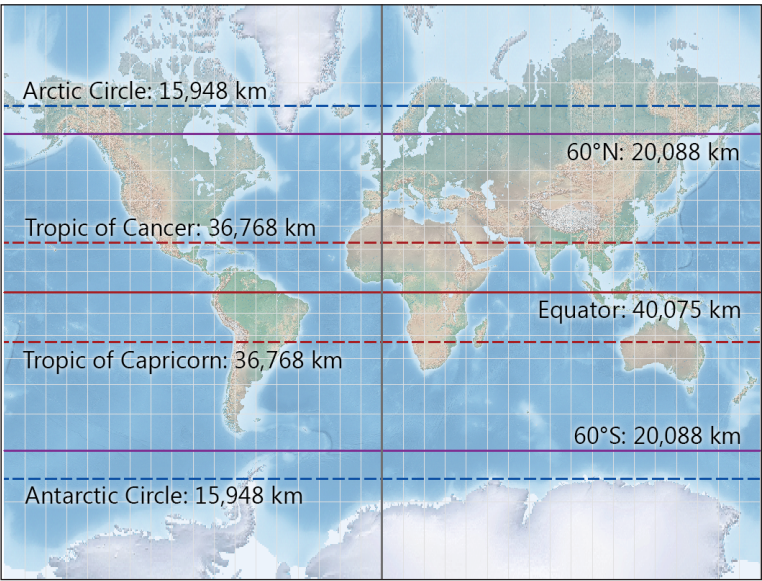 Arctic Circle: 15,948 km
60°N: 20,088 km
Tropic of Cancer: 36,768 km
Equator: 40,075 km
Tropic of Capricorn: 36,768 km
60°S: 20,088 km
Antarctic Circle: 15,948 km